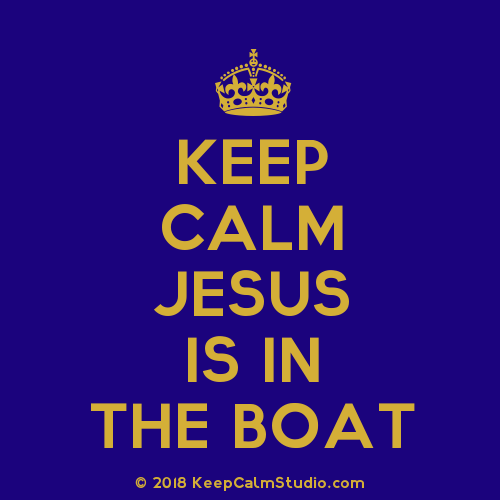 KEEP
CALM
JESUS
IS IN
THE BOAT
© 2018 KeepCalmStudio.com